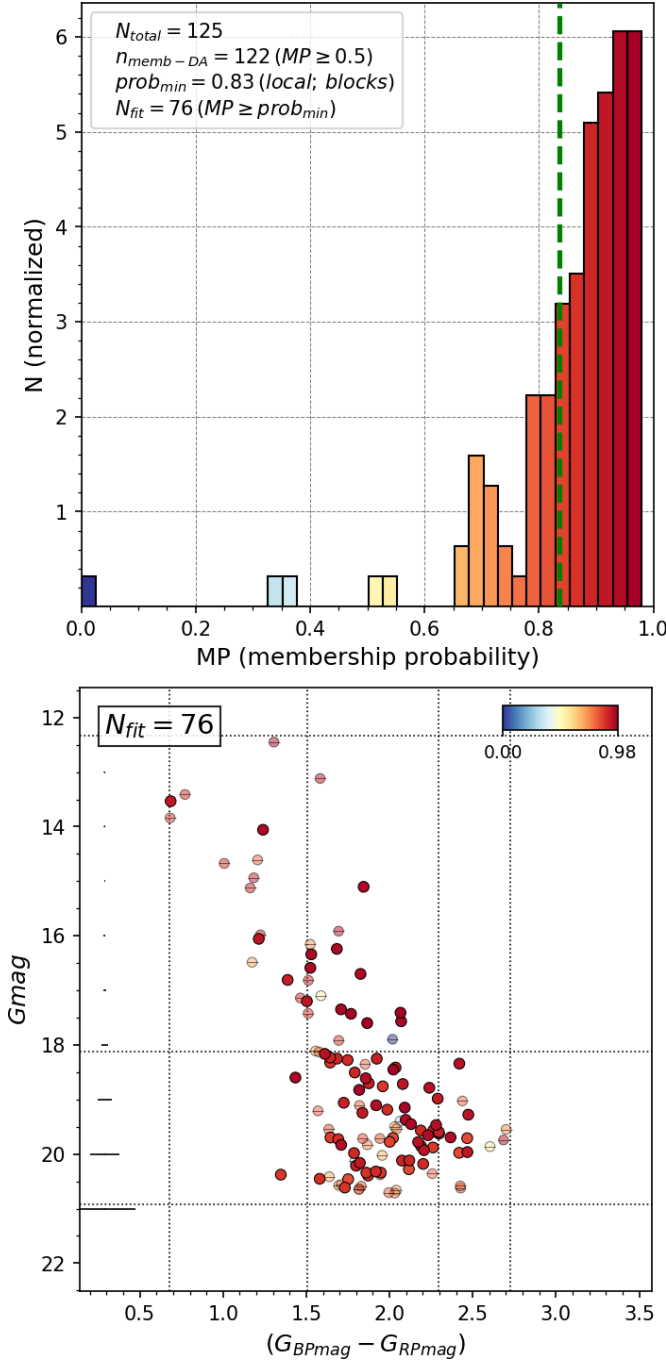 N_total = 125
n_memb−DA = 122 (MP ≥ 0.5)
prob_min = 0.83 (local; blocks)
N_fit = 76 (MP ≥ prob_min)
6
5
4
3
2
1
N (normalized)
0.0 0.2 0.4 0.6 0.8 1.0
MP (membership probability)
N_fit = 76
0.00 0.98
12
14
16
18
20
22
Gmag
0.5 1.0 1.5 2.0 2.5 3.0 3.5
(G_BPmag − G_RPmag)